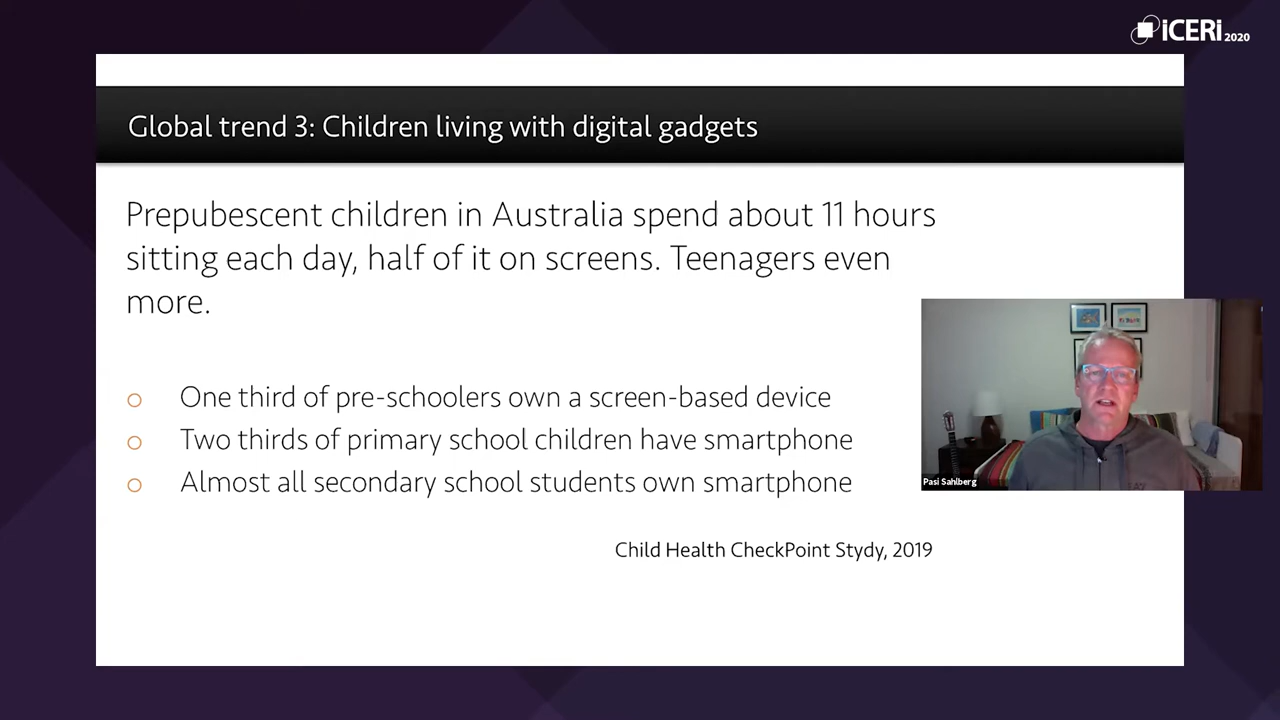 iCERi 2020
Global trend 3: Children living with digital gadgets
Prepubescent children in Australia spend about 11 hours
sitting each day, half of it on screens. Teenagers even
more.
One third of pre-schoolers own a screen-based device
Two thirds of primary school children have smartphone
Almost all secondary school students own smartphone
Pasi Sahlberg
Child Health CheckPoint Stydy, 2019